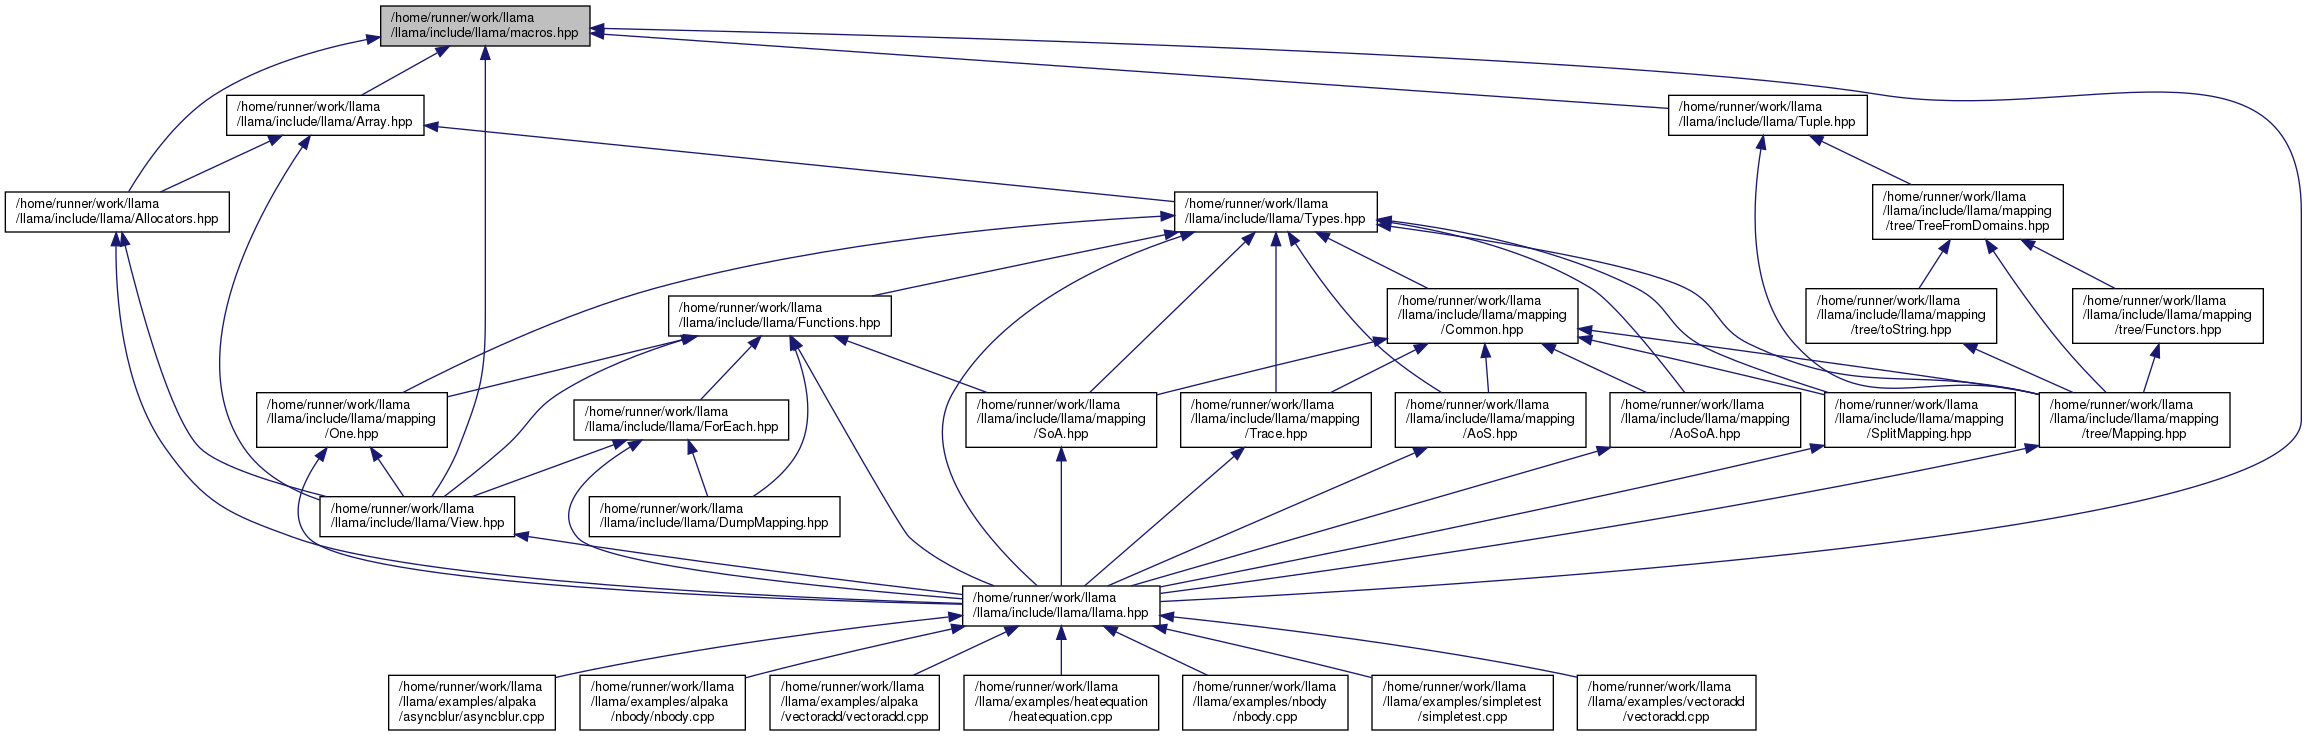 /home/runner/work/llama
/llama/include/llama/macros.hpp
/home/runner/work/llama
/llama/include/llama/Array.hpp
/home/runner/work/llama
/llama/include/llama/Tuple.hpp
/home/runner/work/llama
/llama/include/llama/Allocators.hpp
/home/runner/work/llama
/llama/include/llama/Types.hpp
/home/runner/work/llama
/llama/include/llama/mapping
/tree/TreeFromDomains.hpp
/home/runner/work/llama
/llama/include/llama/Functions.hpp
/home/runner/work/llama
/llama/include/llama/mapping
/Common.hpp
/home/runner/work/llama
/llama/include/llama/mapping
/tree/toString.hpp
/home/runner/work/llama
/llama/include/llama/mapping
/tree/Functors.hpp
/home/runner/work/llama
/llama/include/llama/mapping
/One.hpp
/home/runner/work/llama
/llama/include/llama/ForEach.hpp
/home/runner/work/llama
/llama/include/llama/mapping
/SoA.hpp
/home/runner/work/llama
/llama/include/llama/mapping
/Trace.hpp
/home/runner/work/llama
/llama/include/llama/mapping
/AoS.hpp
/home/runner/work/llama
/llama/include/llama/mapping
/AoSoA.hpp
/home/runner/work/llama
/llama/include/llama/mapping
/SplitMapping.hpp
/home/runner/work/llama
/llama/include/llama/mapping
/tree/Mapping.hpp
/home/runner/work/llama
/llama/include/llama/View.hpp
/home/runner/work/llama
/llama/include/llama/DumpMapping.hpp
/home/runner/work/llama
/llama/include/llama/llama.hpp
/home/runner/work/llama
/llama/examples/alpaka
/asyncblur/asyncblur.cpp
/home/runner/work/llama
/llama/examples/alpaka
/nbody/nbody.cpp
/home/runner/work/llama
/llama/examples/alpaka
/vectoradd/vectoradd.cpp
/home/runner/work/llama
/llama/examples/heatequation
/heatequation.cpp
/home/runner/work/llama
/llama/examples/nbody
/nbody.cpp
/home/runner/work/llama
/llama/examples/simpletest
/simpletest.cpp
/home/runner/work/llama
/llama/examples/vectoradd
/vectoradd.cpp